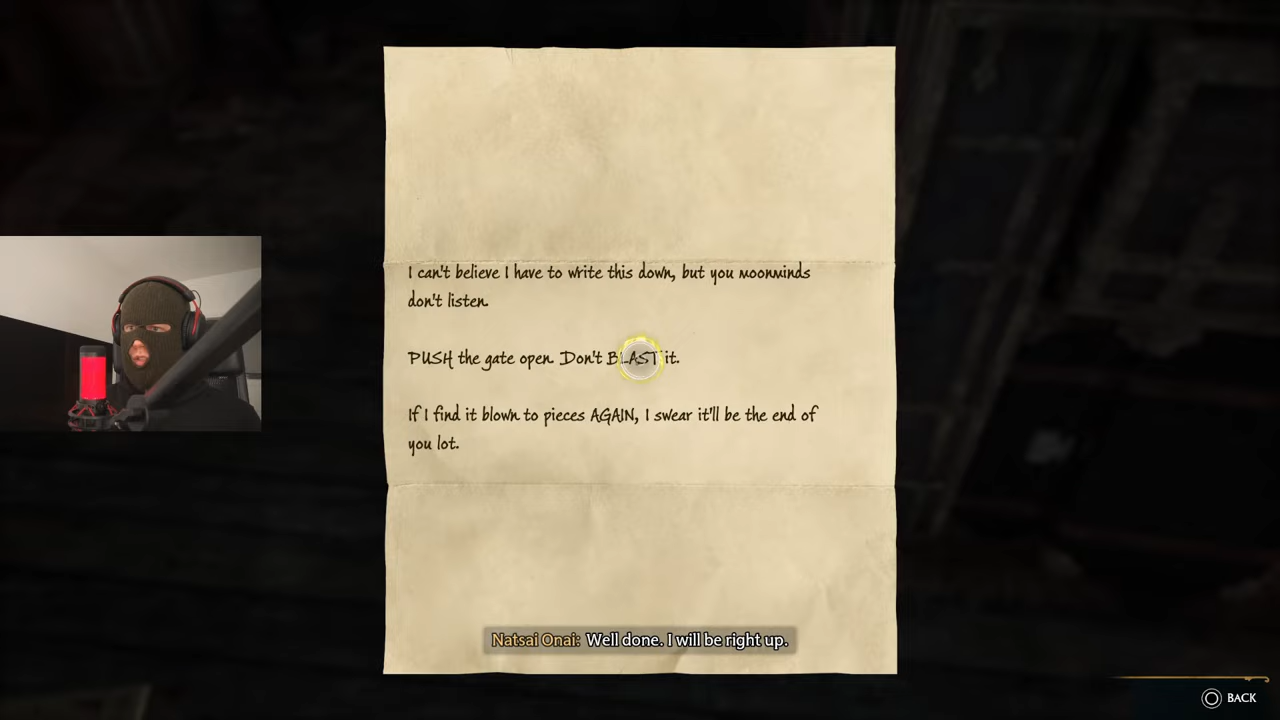 I can't believe I have to write this down, but you moonminds
don't listen.
PUSH the gate open. Don't BLAST it.
If I find it blown to pieces AGAIN, I swear it'll be the end of
you lot.
Natsai Onai: Well done. I will be right up.
BACK